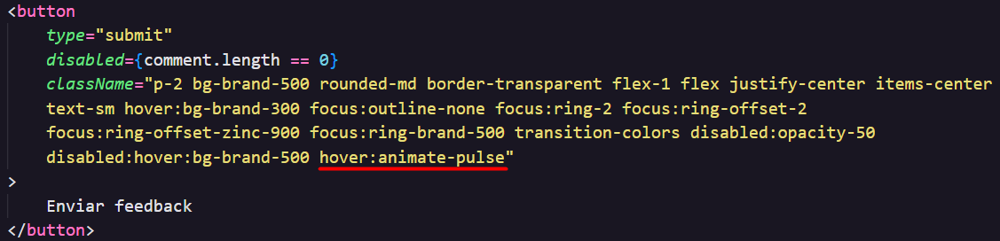 <button
type="submit"
disabled={comment.length == 0}
className="p-2 bg-brand-500 rounded-md border-transparent flex-1 flex justify-center items-center
text-sm hover:bg-brand-300 focus:outline-none focus:ring-2 focus:ring-offset-2
focus:ring-offset-zinc-900 focus:ring-brand-500 transition-colors disabled:opacity-50
disabled:hover:bg-brand-500 hover:animate-pulse"
>
Enviar feedback
</button>